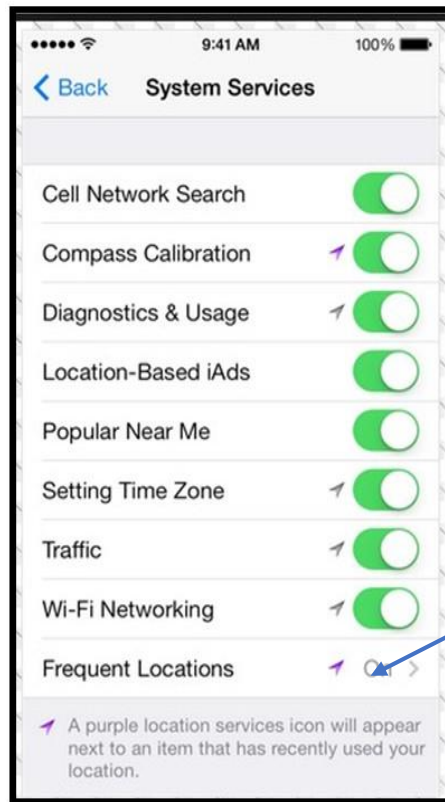 9:41 AM 100%
Back System Services
Cell Network Search
Compass Calibration
Diagnostics & Usage
Location-Based iAds
Popular Near Me
Setting Time Zone
Traffic
Wi-Fi Networking
Frequent Locations
A purple location services icon will appear
next to an item that has recently used your
location.